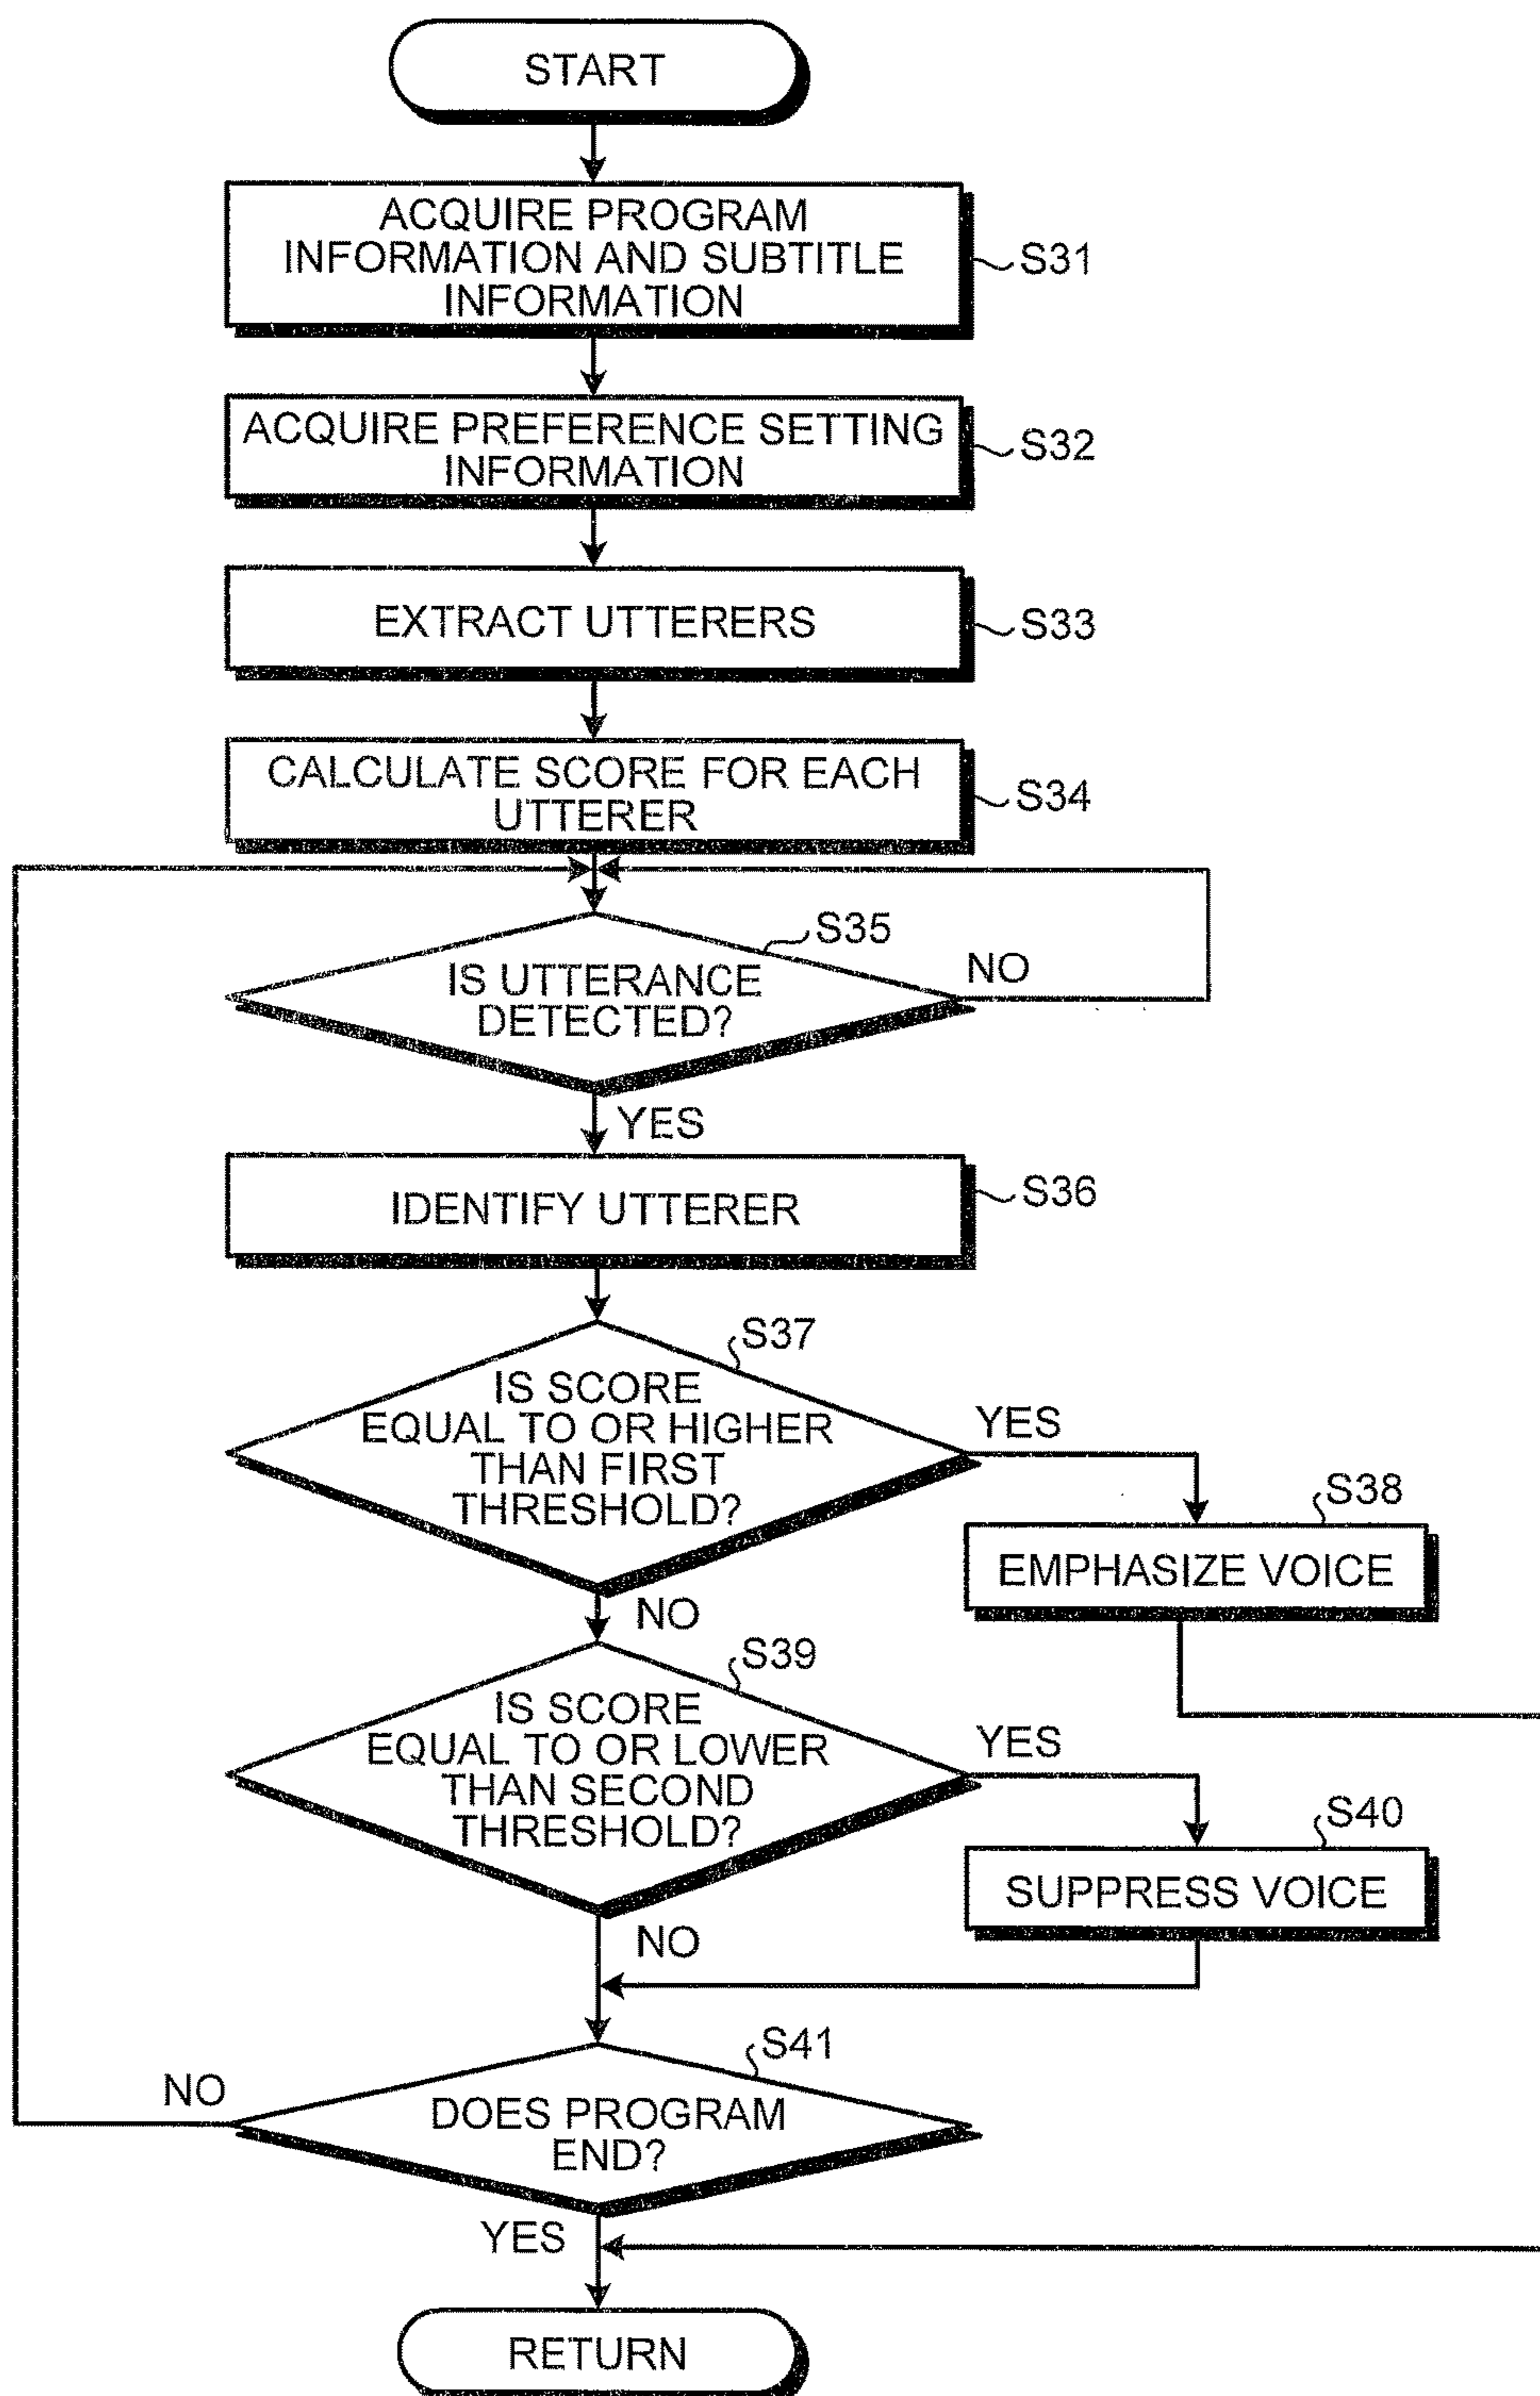 START
ACQUIRE PROGRAM
INFORMATION AND SUBTITLE
INFORMATION
S31
ACQUIRE PREFERENCE SETTING
INFORMATION
S32
EXTRACT UTTERERS
S33
CALCULATE SCORE FOR EACH
UTTERER
S34
S35
IS UTTERANCE
DETECTED?
NO
YES
IDENTIFY UTTERER
S36
S37
IS SCORE
EQUAL TO OR HIGHER
THAN FIRST
THRESHOLD?
YES
S38
EMPHASIZE VOICE
NO
S39
IS SCORE
EQUAL TO OR LOWER
THAN SECOND
THRESHOLD?
YES
S40
SUPPRESS VOICE
NO
S41
NO
DOES PROGRAM
END?
YES
RETURN